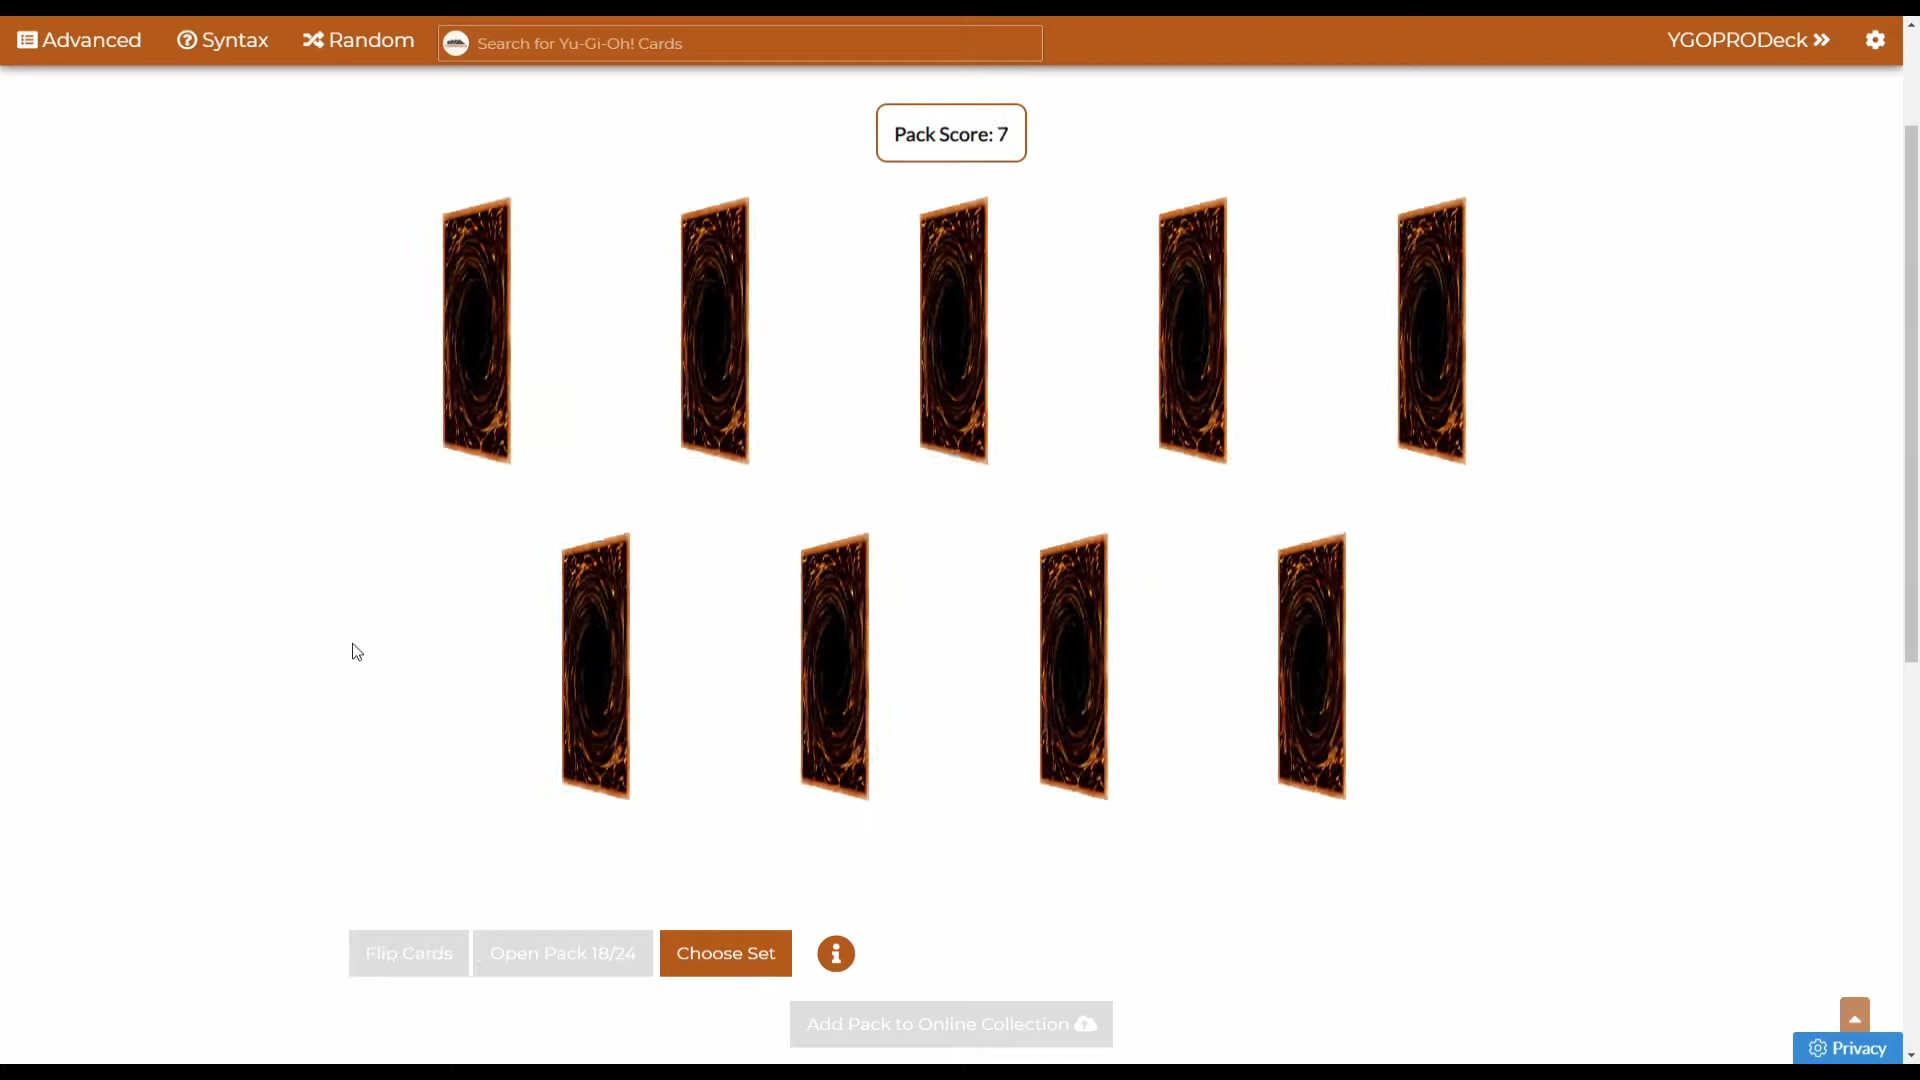 Advanced Syntax Random Search for Yu-Gi-Oh! Cards YGOPRODeck
Pack Score: 7
Flip Cards Open Pack 18/24 Choose Set
Add Pack to Online Collection
Privacy